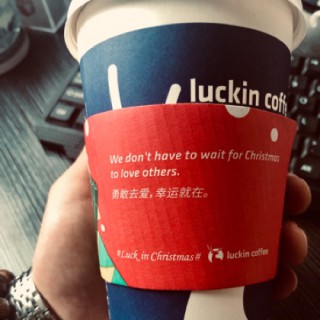 luckin coff
We don't have to wait for Christmas
to love others.
勇敢去爱，幸运就在。
#Luck_in Christmas#
luckin coffee